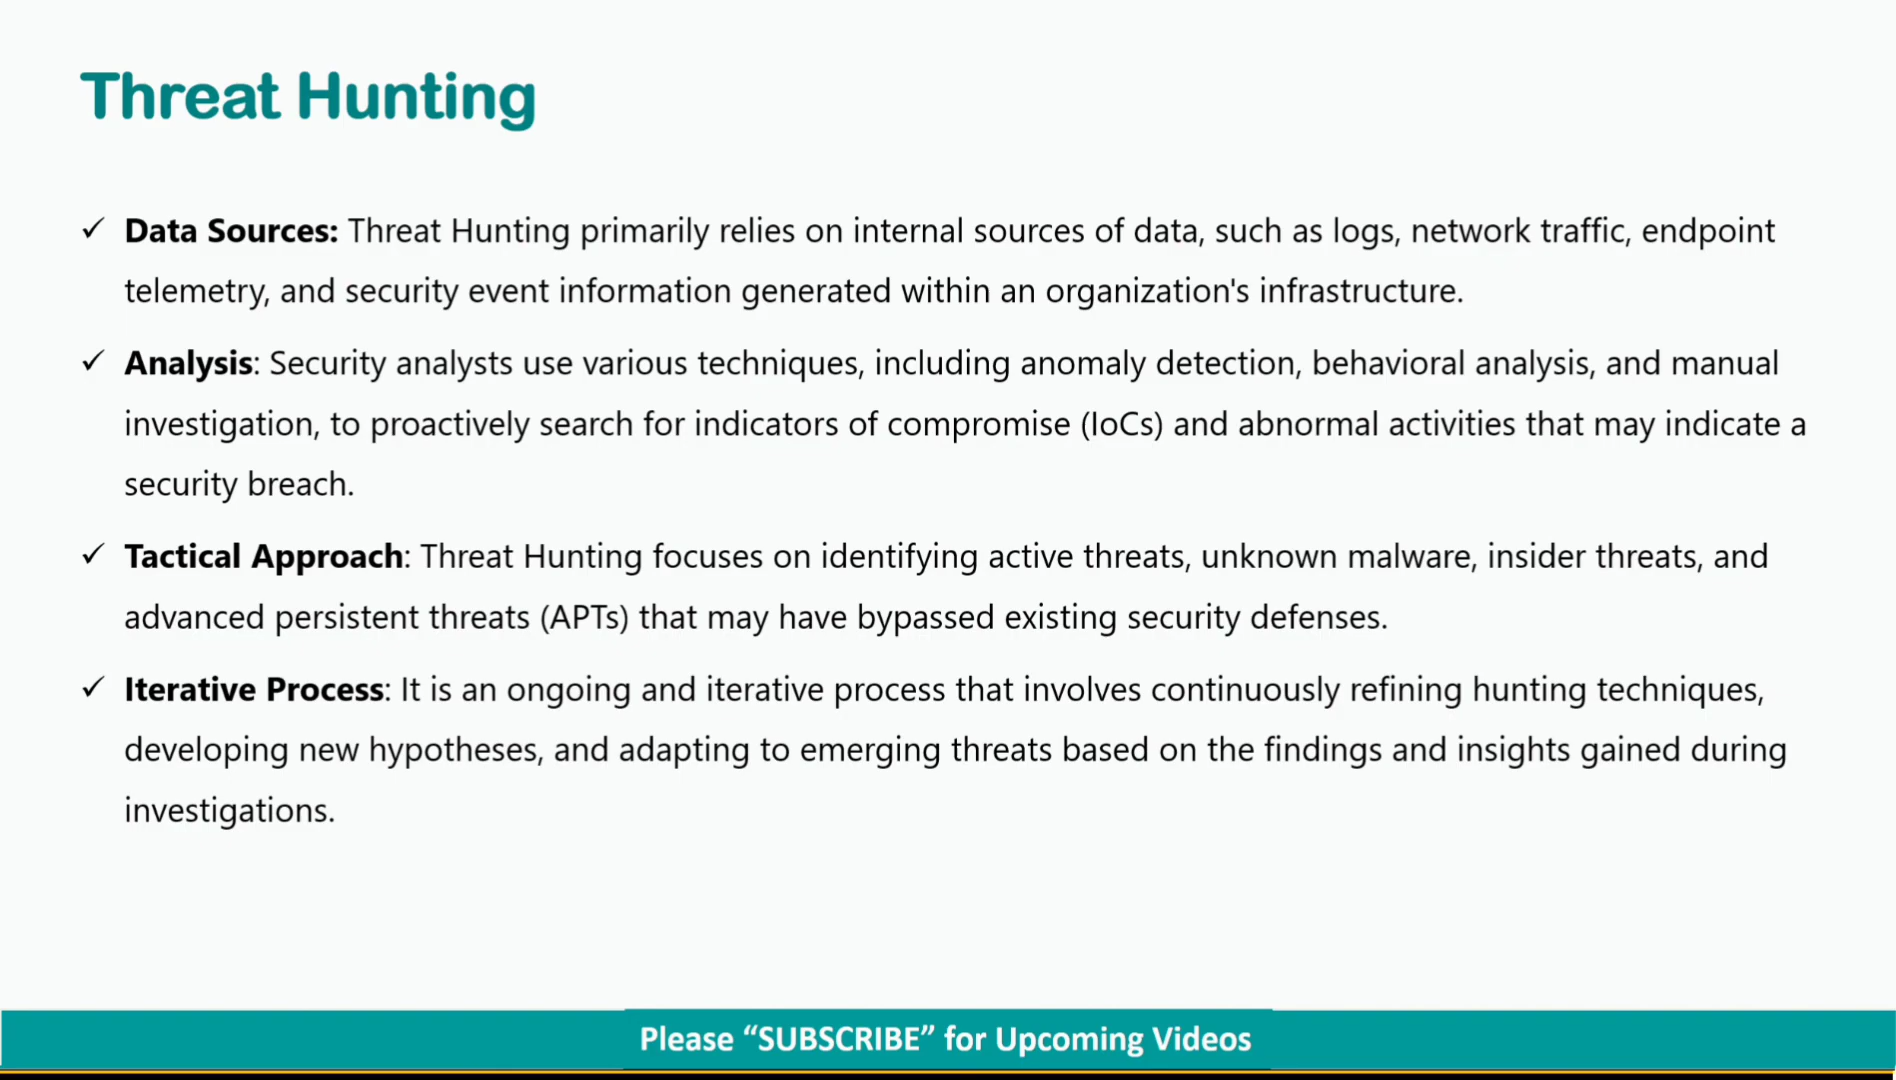 Threat Hunting
✓ Data Sources: Threat Hunting primarily relies on internal sources of data, such as logs, network traffic, endpoint
telemetry, and security event information generated within an organization's infrastructure.
✓ Analysis: Security analysts use various techniques, including anomaly detection, behavioral analysis, and manual
investigation, to proactively search for indicators of compromise (IoCs) and abnormal activities that may indicate a
security breach.
✓ Tactical Approach: Threat Hunting focuses on identifying active threats, unknown malware, insider threats, and
advanced persistent threats (APTs) that may have bypassed existing security defenses.
✓ Iterative Process: It is an ongoing and iterative process that involves continuously refining hunting techniques,
developing new hypotheses, and adapting to emerging threats based on the findings and insights gained during
investigations.
Please “SUBSCRIBE” for Upcoming Videos